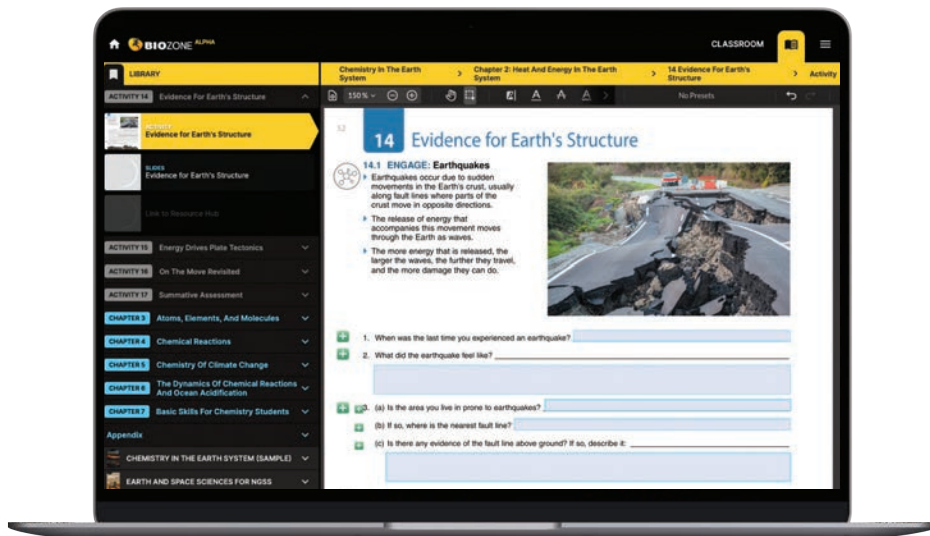 BIOZONE ALPHA
CLASSROOM
LIBRARY
Chemistry In The Earth System > Chapter 2: Heat And Energy In The Earth System > 14 Evidence For Earth's Structure > Activity
ACTIVITY 14 Evidence For Earth's Structure
150 %
A A A >
No Presets
ACTIVITY
Evidence for Earth's Structure
SLIDES
Evidence for Earth's Structure
Link to Resource Hub
ACTIVITY 15 Energy Drives Plate Tectonics
ACTIVITY 16 On The Move Revisited
ACTIVITY 17 Summative Assessment
CHAPTER 3 Atoms, Elements, And Molecules
CHAPTER 4 Chemical Reactions
CHAPTER 5 Chemistry Of Climate Change
CHAPTER 6 The Dynamics Of Chemical Reactions
And Ocean Acidification
CHAPTER 7 Basic Skills For Chemistry Students
Appendix
CHEMISTRY IN THE EARTH SYSTEM (SAMPLE)
EARTH AND SPACE SCIENCES FOR NGSS
52
14 Evidence for Earth's Structure
14.1 ENGAGE: Earthquakes
Earthquakes occur due to sudden
movements in the Earth's crust, usually
along fault lines where parts of the
crust move in opposite directions.
The release of energy that
accompanies this movement moves
through the Earth as waves.
The more energy that is released, the
larger the waves, the further they travel,
and the more damage they can do.
1. When was the last time you experienced an earthquake?
2. What did the earthquake feel like?
3. (a) Is the area you live in prone to earthquakes?
(b) If so, where is the nearest fault line?
(c) Is there any evidence of the fault line above ground? If so, describe it: